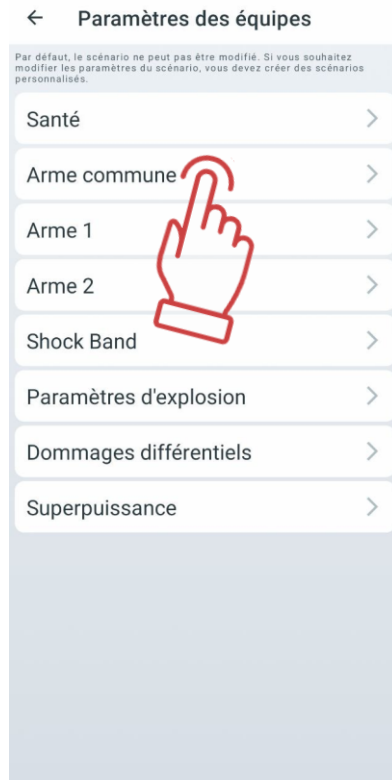 Paramètres des équipes
Par défaut, le scénario ne peut pas être modifié. Si vous souhaitez
modifier les paramètres du scénario, vous devez créer des scénarios
personnalisés.
Santé
Arme commune
Arme 1
Arme 2
Shock Band
Paramètres d'explosion
Dommages différentiels
Superpuissance